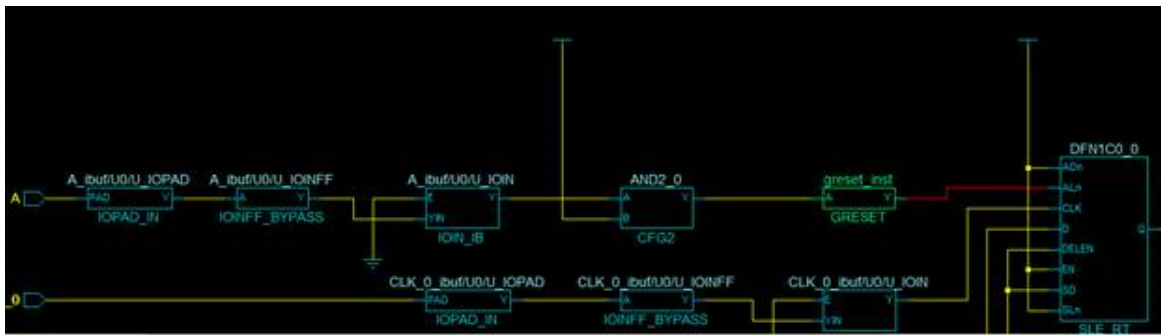 DFN1C0_0
A_ibuf/U0/U_IOPAD A_ibuf/U0/U_IOINFF A_ibuf/U0/U_IOIN AND2_0 greset_inst ADn
A PAD Y A Y E Y A Y A Y ALn
IOPAD_IN IOINFF_BYPASS YIN B GRESET CLK
IOIN_IB CFG2 D Q
DELEN
CLK_0_ibuf/U0/U_IOPAD CLK_0_ibuf/U0/U_IOINFF CLK_0_ibuf/U0/U_IOIN EN
_0 PAD Y A Y E Y SD
IOPAD_IN IOINFF_BYPASS YIN SLn
SLE_RT